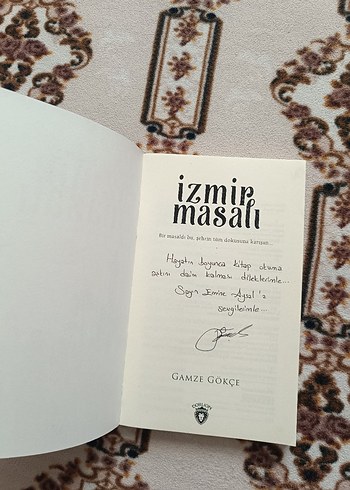 izmir
masalı
Bir masaldı bu, şehrin tüm dokusuna karışan...
Hayatın boyunca kitap okuma
aşkını daim kalması dileklerimle...
Sayın Emine Aysal'a
sevgilerimle...
GAMZE GÖKÇE